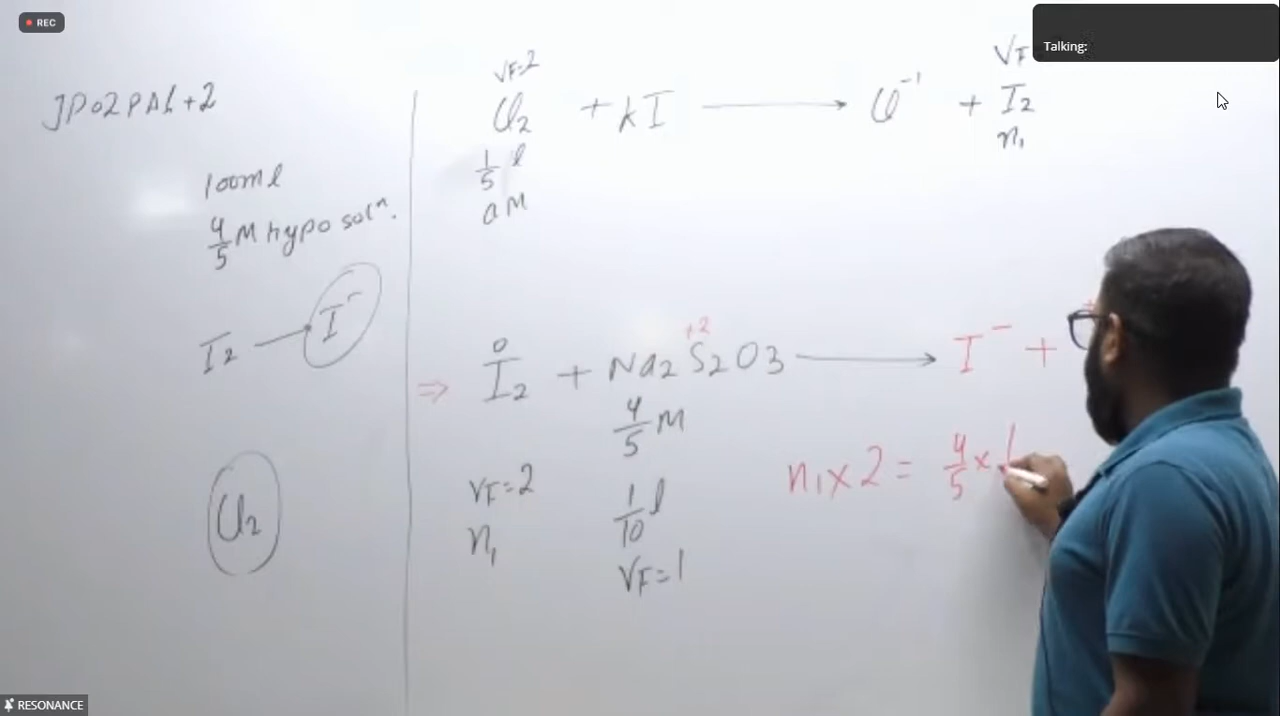 REC
Talking:
JP02PAL+2
100ml
4/5 M hypo solⁿ.
I₂ → I⁻
Cl₂
VF=2
Cl₂ + kI → Cl⁻¹ + I₂
VF
n₁
1/5 l
a M
+2
0
⇒ I₂ + Na₂S₂O₃ → I⁻ +
4/5 M
VF=2
1/10 l
n₁
VF=1
n₁ x 2 = 4/5 x
RESONANCE